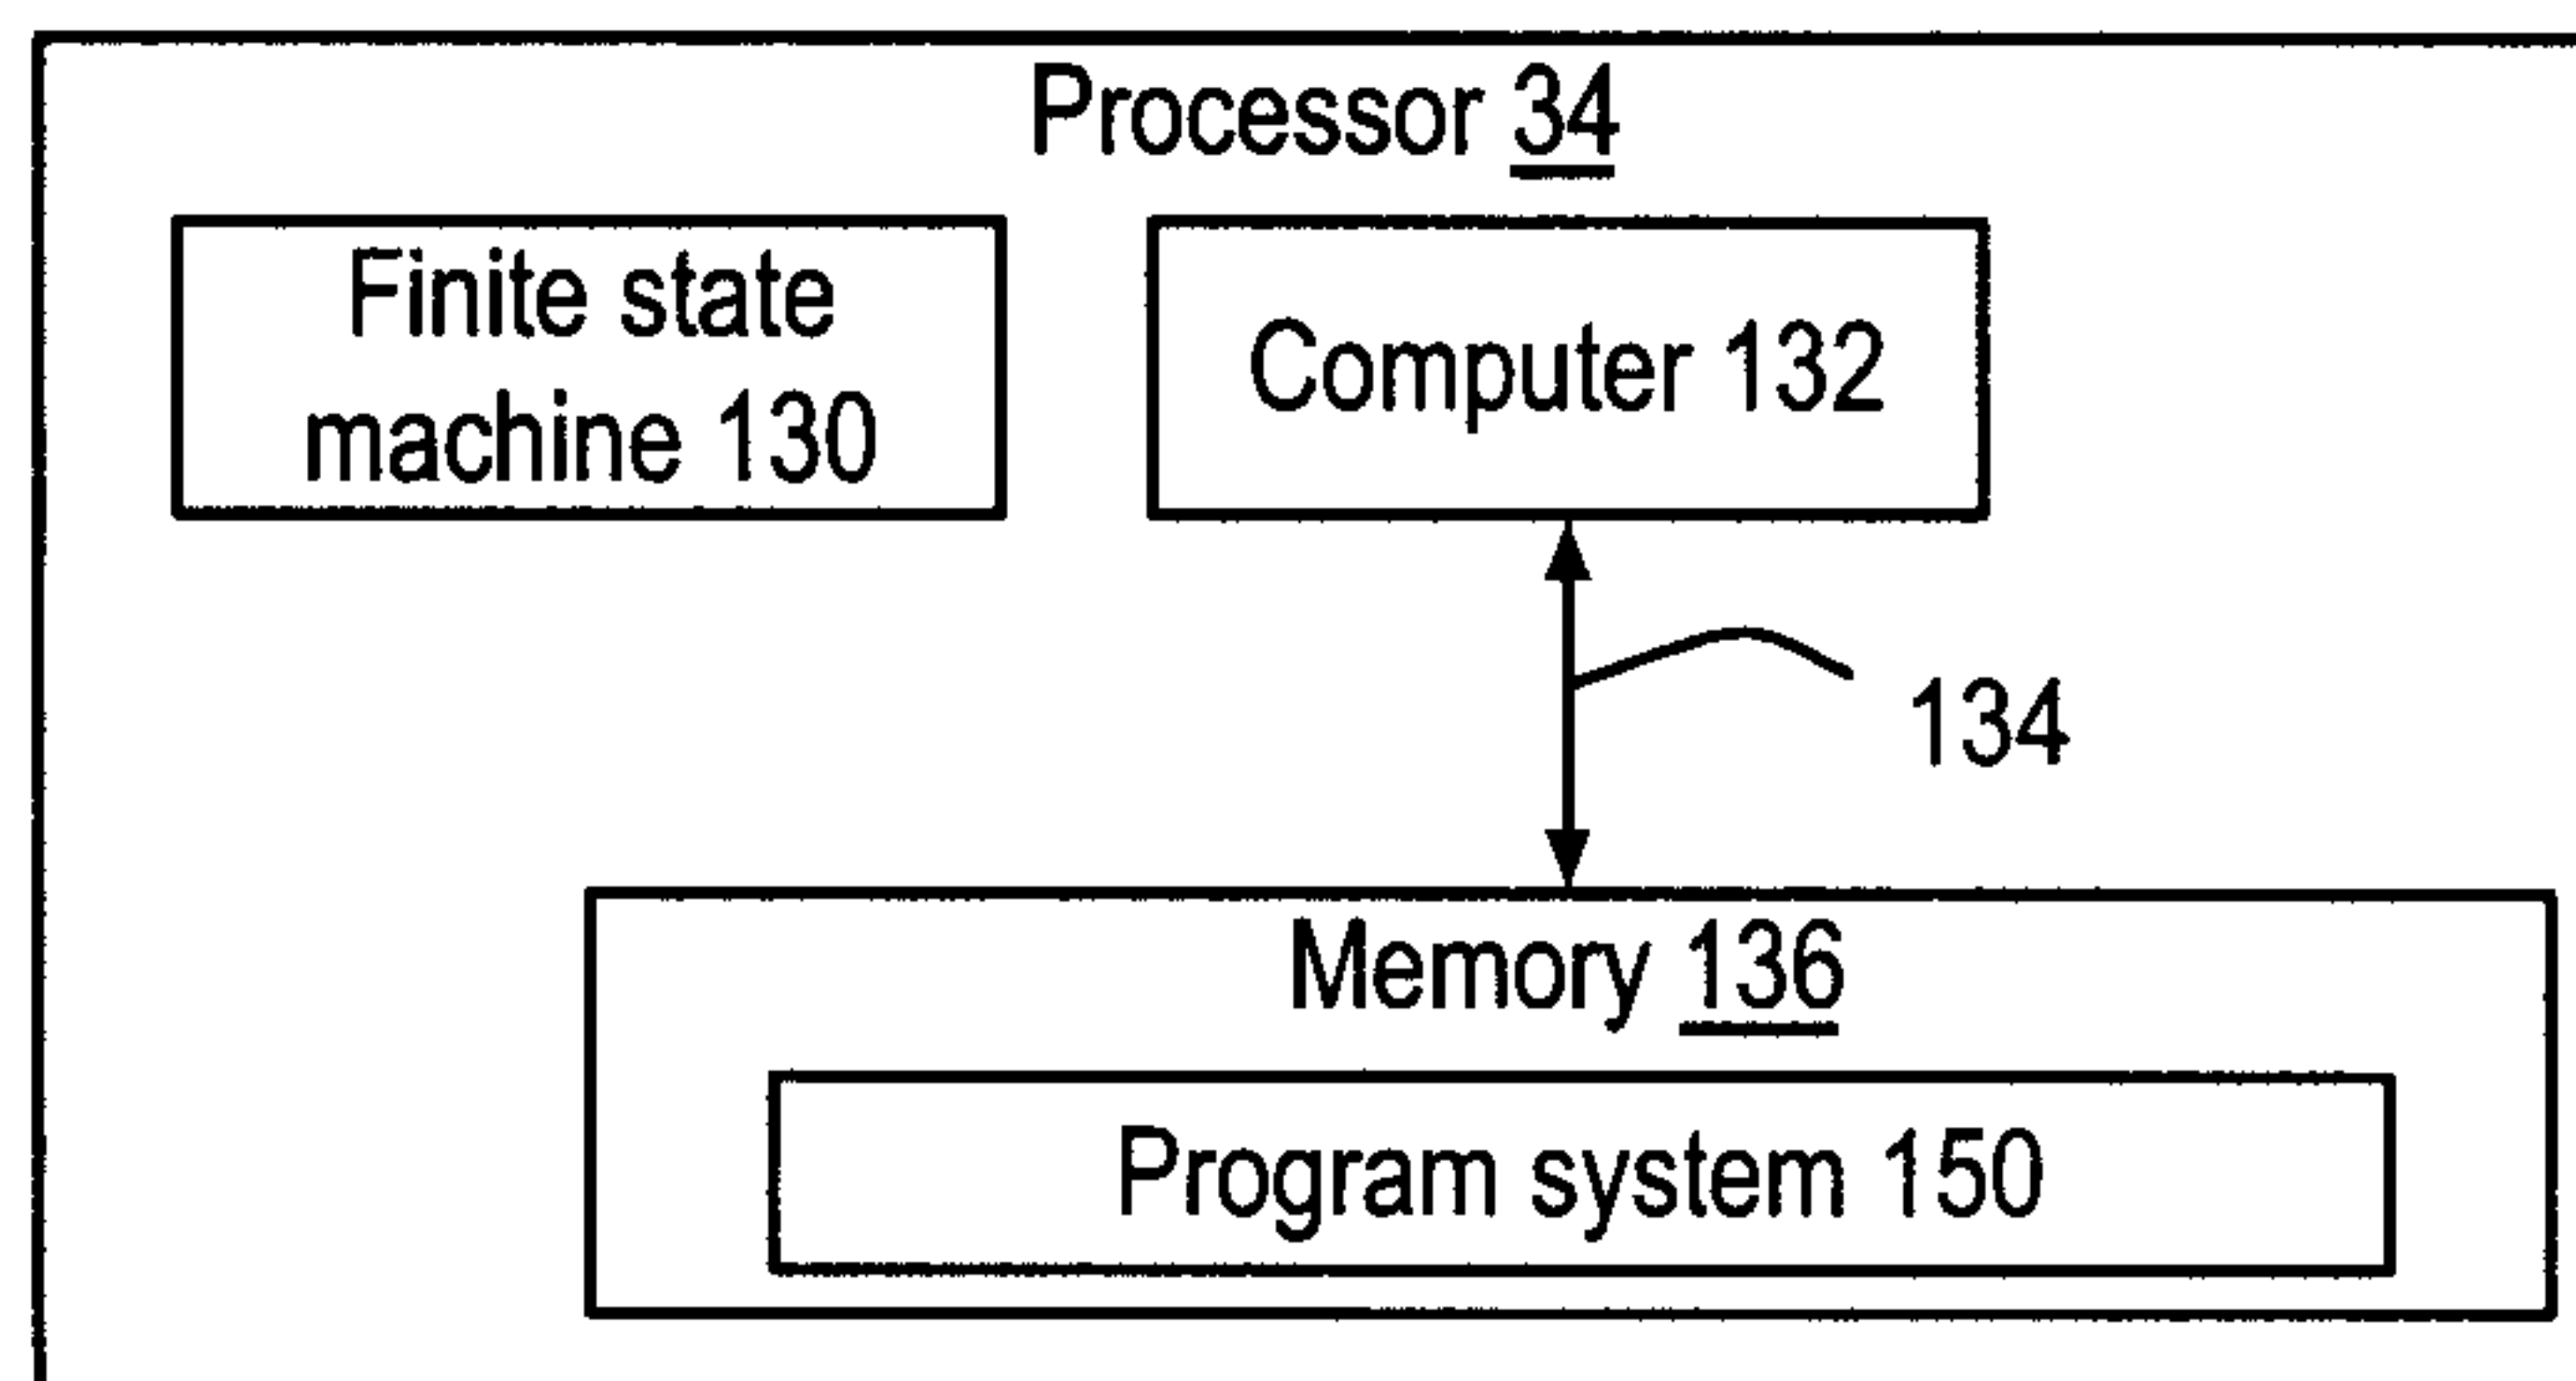 Processor 34
Finite state
machine 130
Computer 132
134
Memory 136
Program system 150